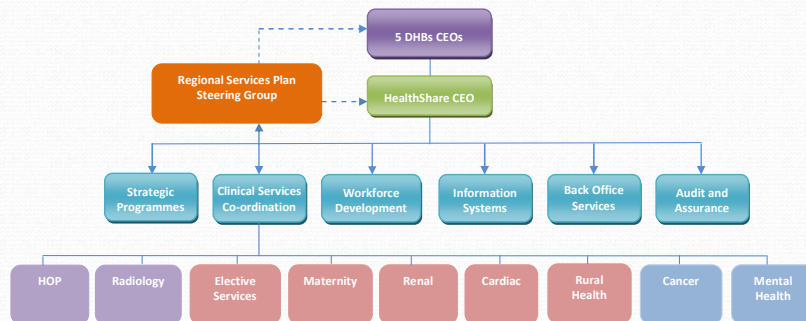 5 DHBs CEOs
Regional Services Plan
Steering Group
HealthShare CEO
Strategic
Programmes
Clinical Services
Co-ordination
Workforce
Development
Information
Systems
Back Office
Services
Audit and
Assurance
HOP
Radiology
Elective
Services
Maternity
Renal
Cardiac
Rural
Health
Cancer
Mental
Health